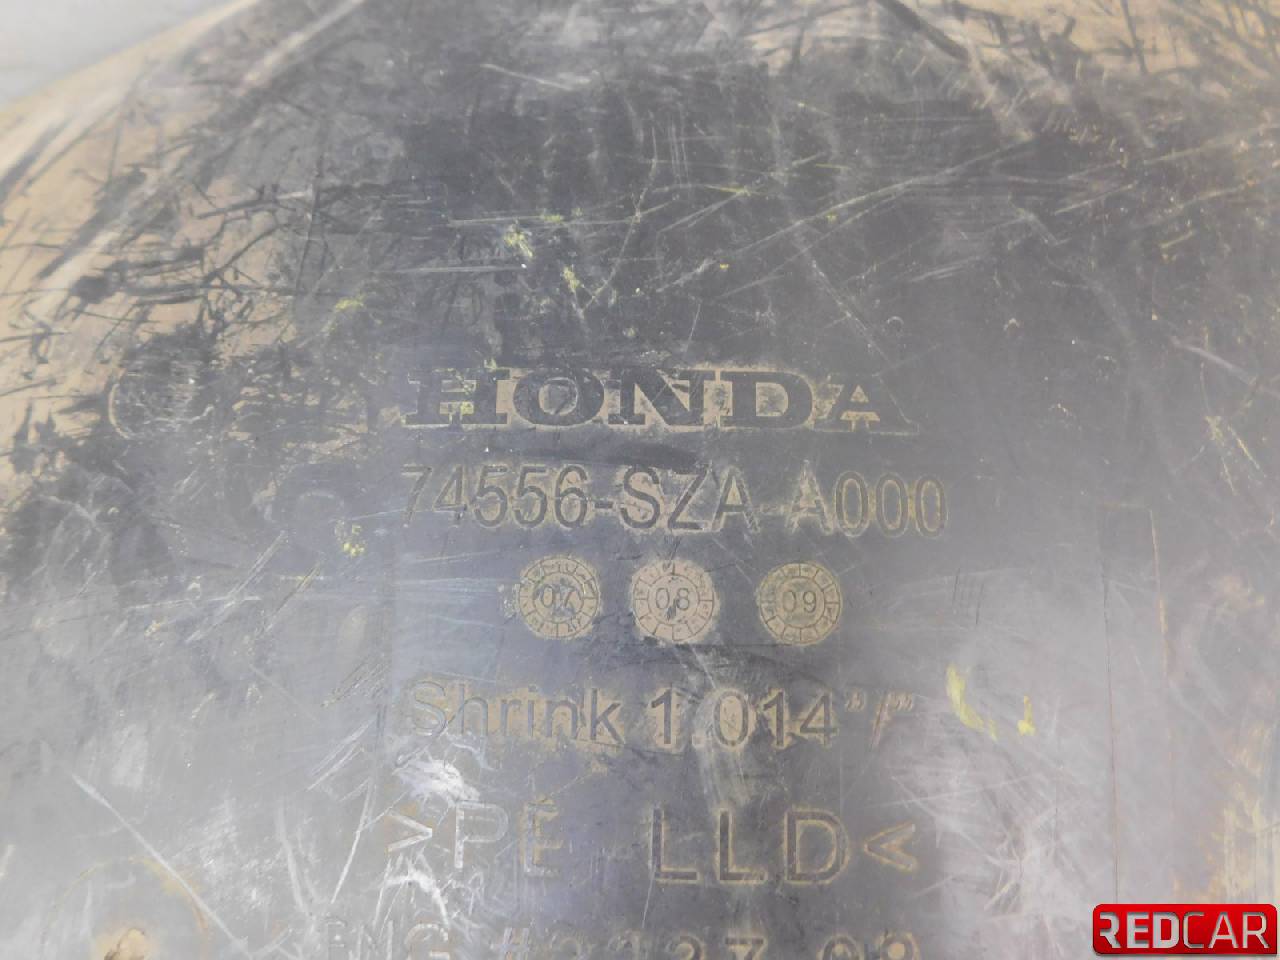 HONDA
74556-SZA-A000
07 08 09
Shrink 1.014"/"
>PE LLD<
REDCAR